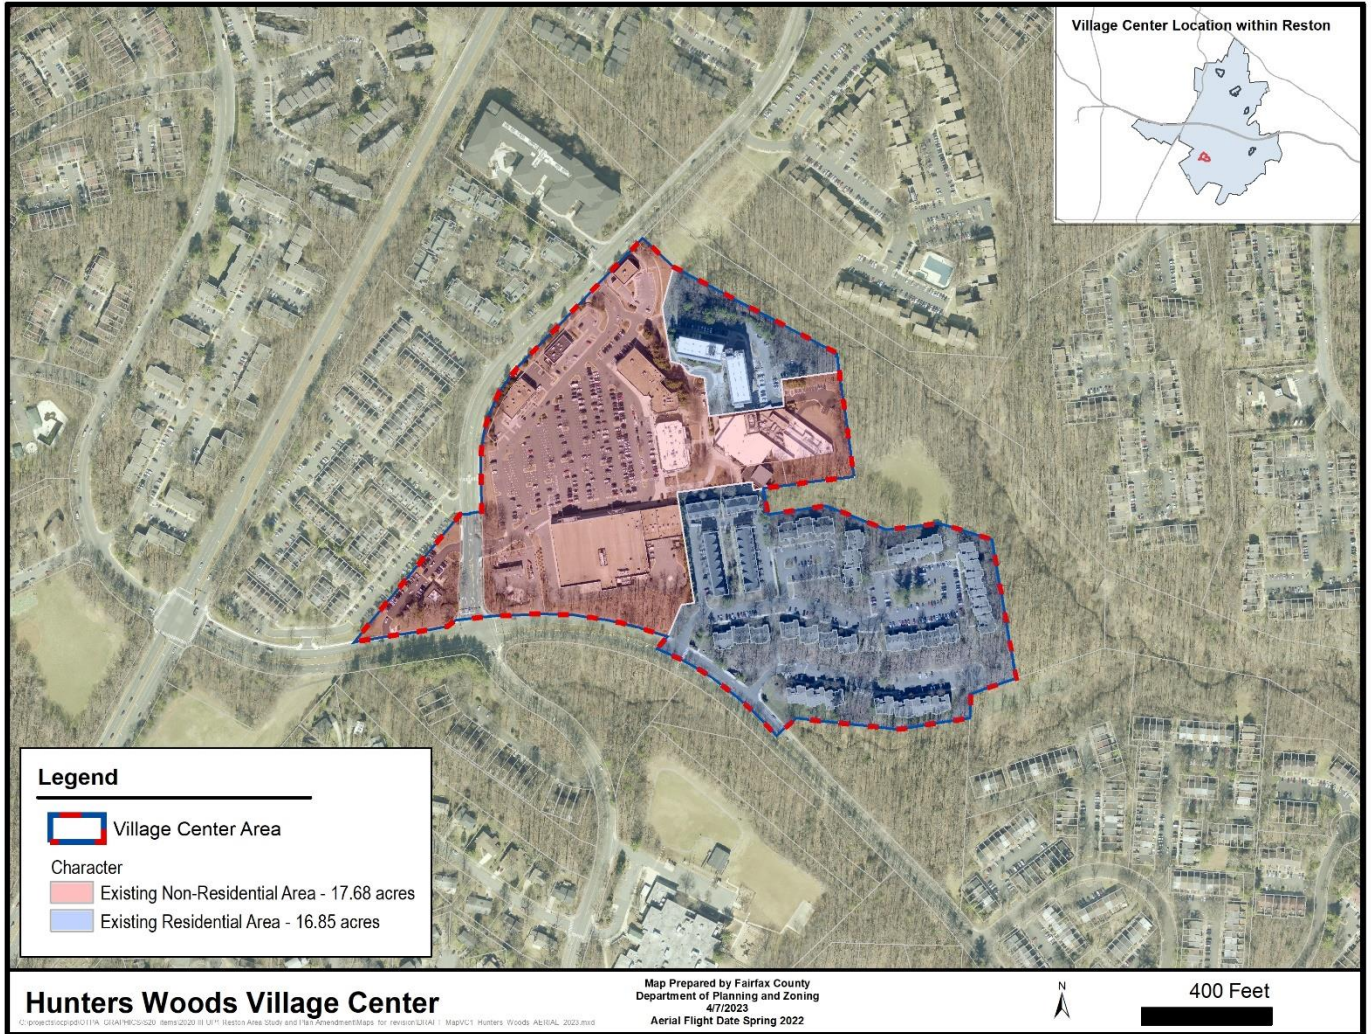 Village Center Location within Reston
Legend
Village Center Area
Character
Existing Non-Residential Area - 17.68 acres
Existing Residential Area - 16.85 acres
Hunters Woods Village Center
Map Prepared by Fairfax County
Department of Planning and Zoning
4/7/2023
Aerial Flight Date Spring 2022
N
400 Feet